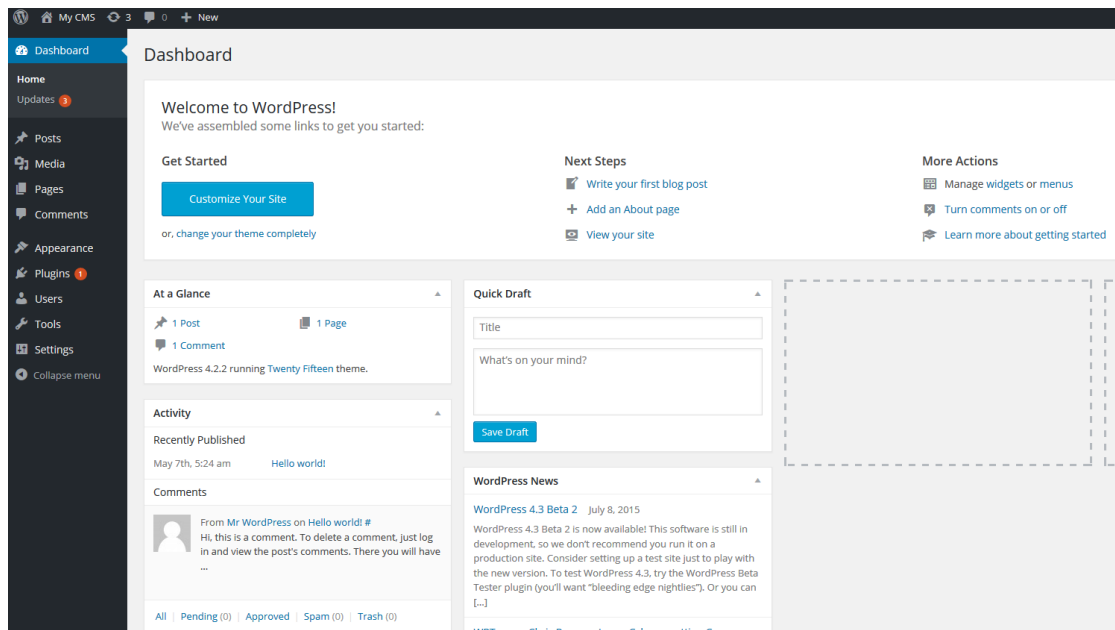 My CMS 3 0 New
Dashboard
Home
Updates 3
Posts
Media
Pages
Comments
Appearance
Plugins 1
Users
Tools
Settings
Collapse menu
Dashboard
Welcome to WordPress!
We've assembled some links to get you started:
Get Started
Customize Your Site
or, change your theme completely
Next Steps
Write your first blog post
Add an About page
View your site
More Actions
Manage widgets or menus
Turn comments on or off
Learn more about getting started
At a Glance
1 Post 1 Page
1 Comment
WordPress 4.2.2 running Twenty Fifteen theme.
Activity
Recently Published
May 7th, 5:24 am Hello world!
Comments
From Mr WordPress on Hello world! #
Hi, this is a comment. To delete a comment, just log
in and view the post's comments. There you will have
...
All | Pending (0) | Approved | Spam (0) | Trash (0)
Quick Draft
Title
What's on your mind?
Save Draft
WordPress News
WordPress 4.3 Beta 2 July 8, 2015
WordPress 4.3 Beta 2 is now available! This software is still in
development, so we don't recommend you run it on a
production site. Consider setting up a test site just to play with
the new version. To test WordPress 4.3, try the WordPress Beta
Tester plugin (you'll want "bleeding edge nightlies"). Or you can
[...]